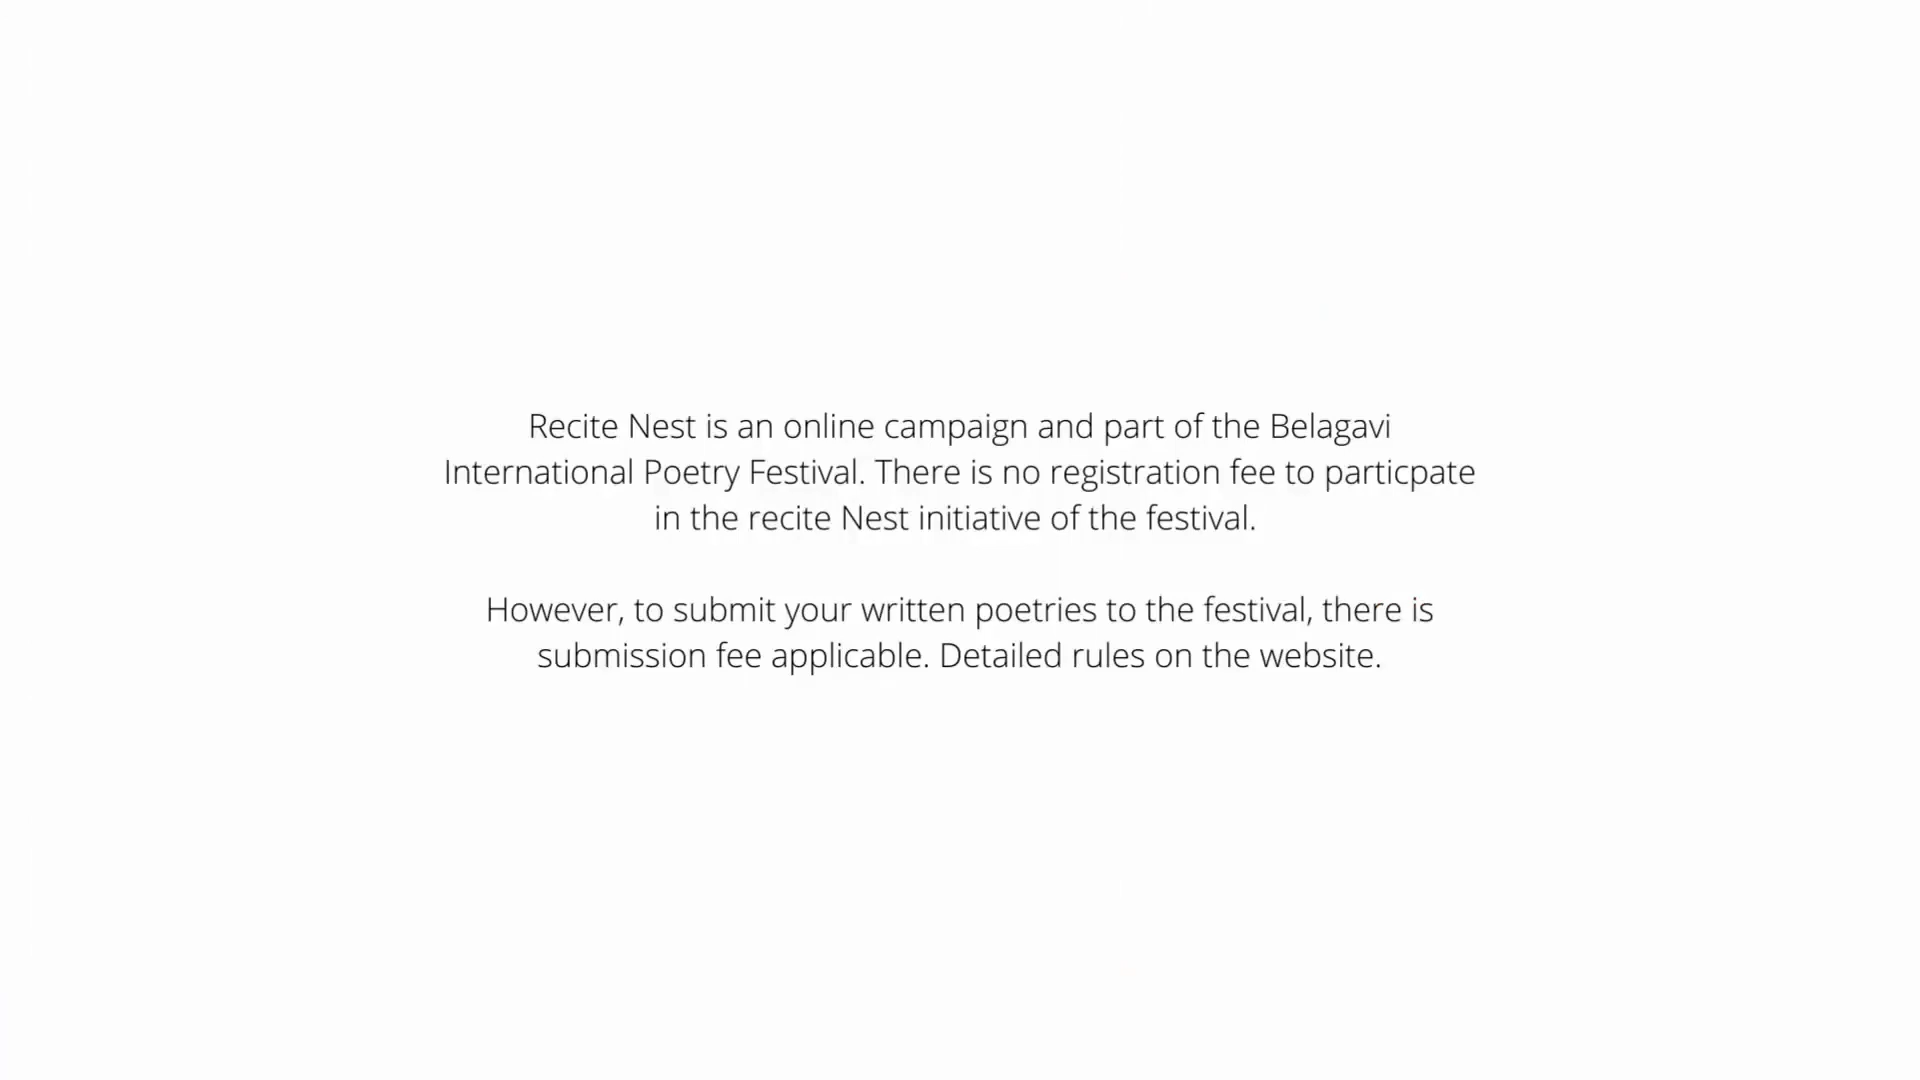 Recite Nest is an online campaign and part of the Belagavi
International Poetry Festival. There is no registration fee to particpate
in the recite Nest initiative of the festival.
However, to submit your written poetries to the festival, there is
submission fee applicable. Detailed rules on the website.